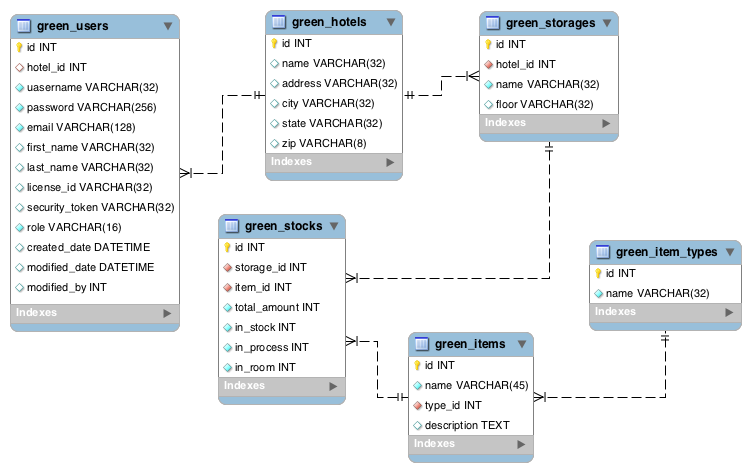 green_users
id INT
hotel_id INT
uasername VARCHAR(32)
password VARCHAR(256)
email VARCHAR(128)
first_name VARCHAR(32)
last_name VARCHAR(32)
license_id VARCHAR(32)
security_token VARCHAR(32)
role VARCHAR(16)
created_date DATETIME
modified_date DATETIME
modified_by INT
Indexes
green_hotels
id INT
name VARCHAR(32)
address VARCHAR(32)
city VARCHAR(32)
state VARCHAR(32)
zip VARCHAR(8)
Indexes
green_storages
id INT
hotel_id INT
name VARCHAR(32)
floor VARCHAR(32)
Indexes
green_stocks
id INT
storage_id INT
item_id INT
total_amount INT
in_stock INT
in_process INT
in_room INT
Indexes
green_item_types
id INT
name VARCHAR(32)
Indexes
green_items
id INT
name VARCHAR(45)
type_id INT
description TEXT
Indexes